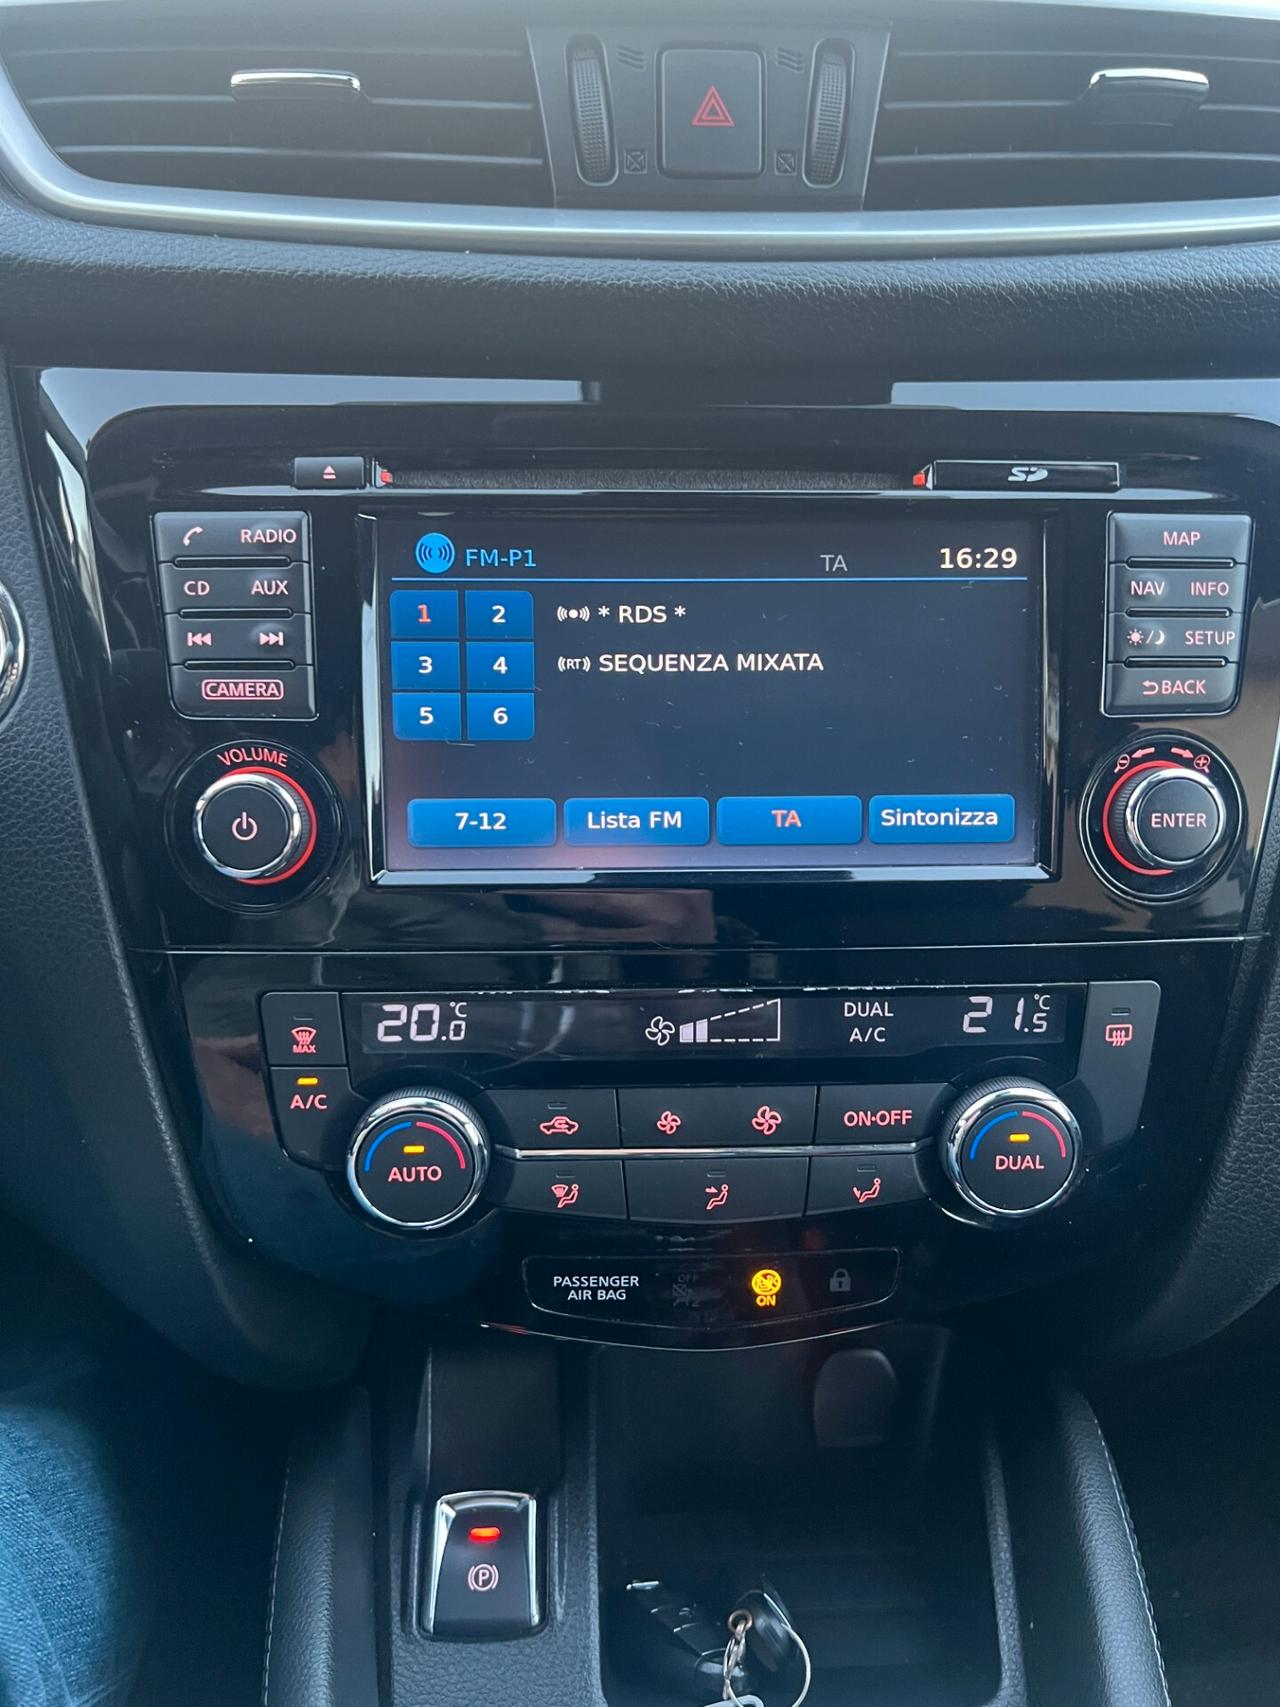 SD
RADIO
CD AUX
CAMERA
VOLUME
FM-P1 TA 16:29
1 2 * RDS *
3 4 (RT) SEQUENZA MIXATA
5 6
7-12 Lista FM TA Sintonizza
MAP
NAV INFO
SETUP
BACK
ENTER
MAX
20.0 °C
DUAL
A/C
21.5 °C
A/C
AUTO
ON•OFF
DUAL
PASSENGER
AIR BAG
OFF
ON
P